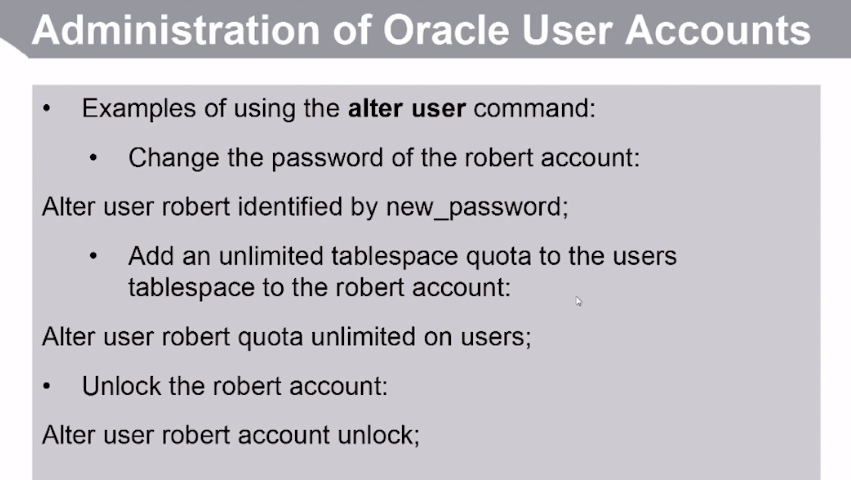 Administration of Oracle User Accounts
• Examples of using the alter user command:
• Change the password of the robert account:
Alter user robert identified by new_password;
• Add an unlimited tablespace quota to the users
tablespace to the robert account:
Alter user robert quota unlimited on users;
• Unlock the robert account:
Alter user robert account unlock;